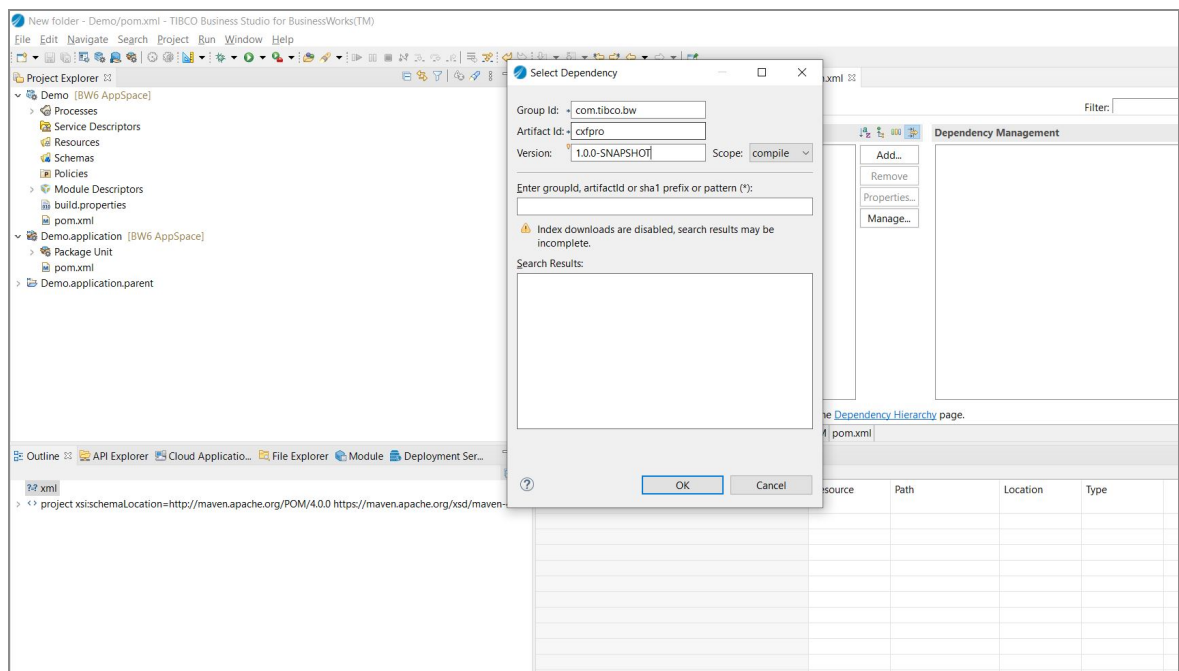 New folder - Demo/pom.xml - TIBCO Business Studio for BusinessWorks(TM)
File Edit Navigate Search Project Run Window Help
Project Explorer
Select Dependency
.xml
Demo [BW6 AppSpace]
Processes
Service Descriptors
Resources
Schemas
Policies
Module Descriptors
build.properties
pom.xml
Demo.application [BW6 AppSpace]
Package Unit
pom.xml
Demo.application.parent
Group Id: com.tibco.bw
Artifact Id: cxfpro
Version: 1.0.0-SNAPSHOT Scope: compile
Enter groupId, artifactId or sha1 prefix or pattern (*):
Index downloads are disabled, search results may be
incomplete.
Search Results:
OK Cancel
Filter:
Dependency Management
Add...
Remove
Properties...
Manage...
Dependency Hierarchy page.
pom.xml
Outline API Explorer Cloud Applicatio... File Explorer Module Deployment Ser...
?=? xml
project xsi:schemaLocation=http://maven.apache.org/POM/4.0.0 https://maven.apache.org/xsd/maven-
Path Location Type